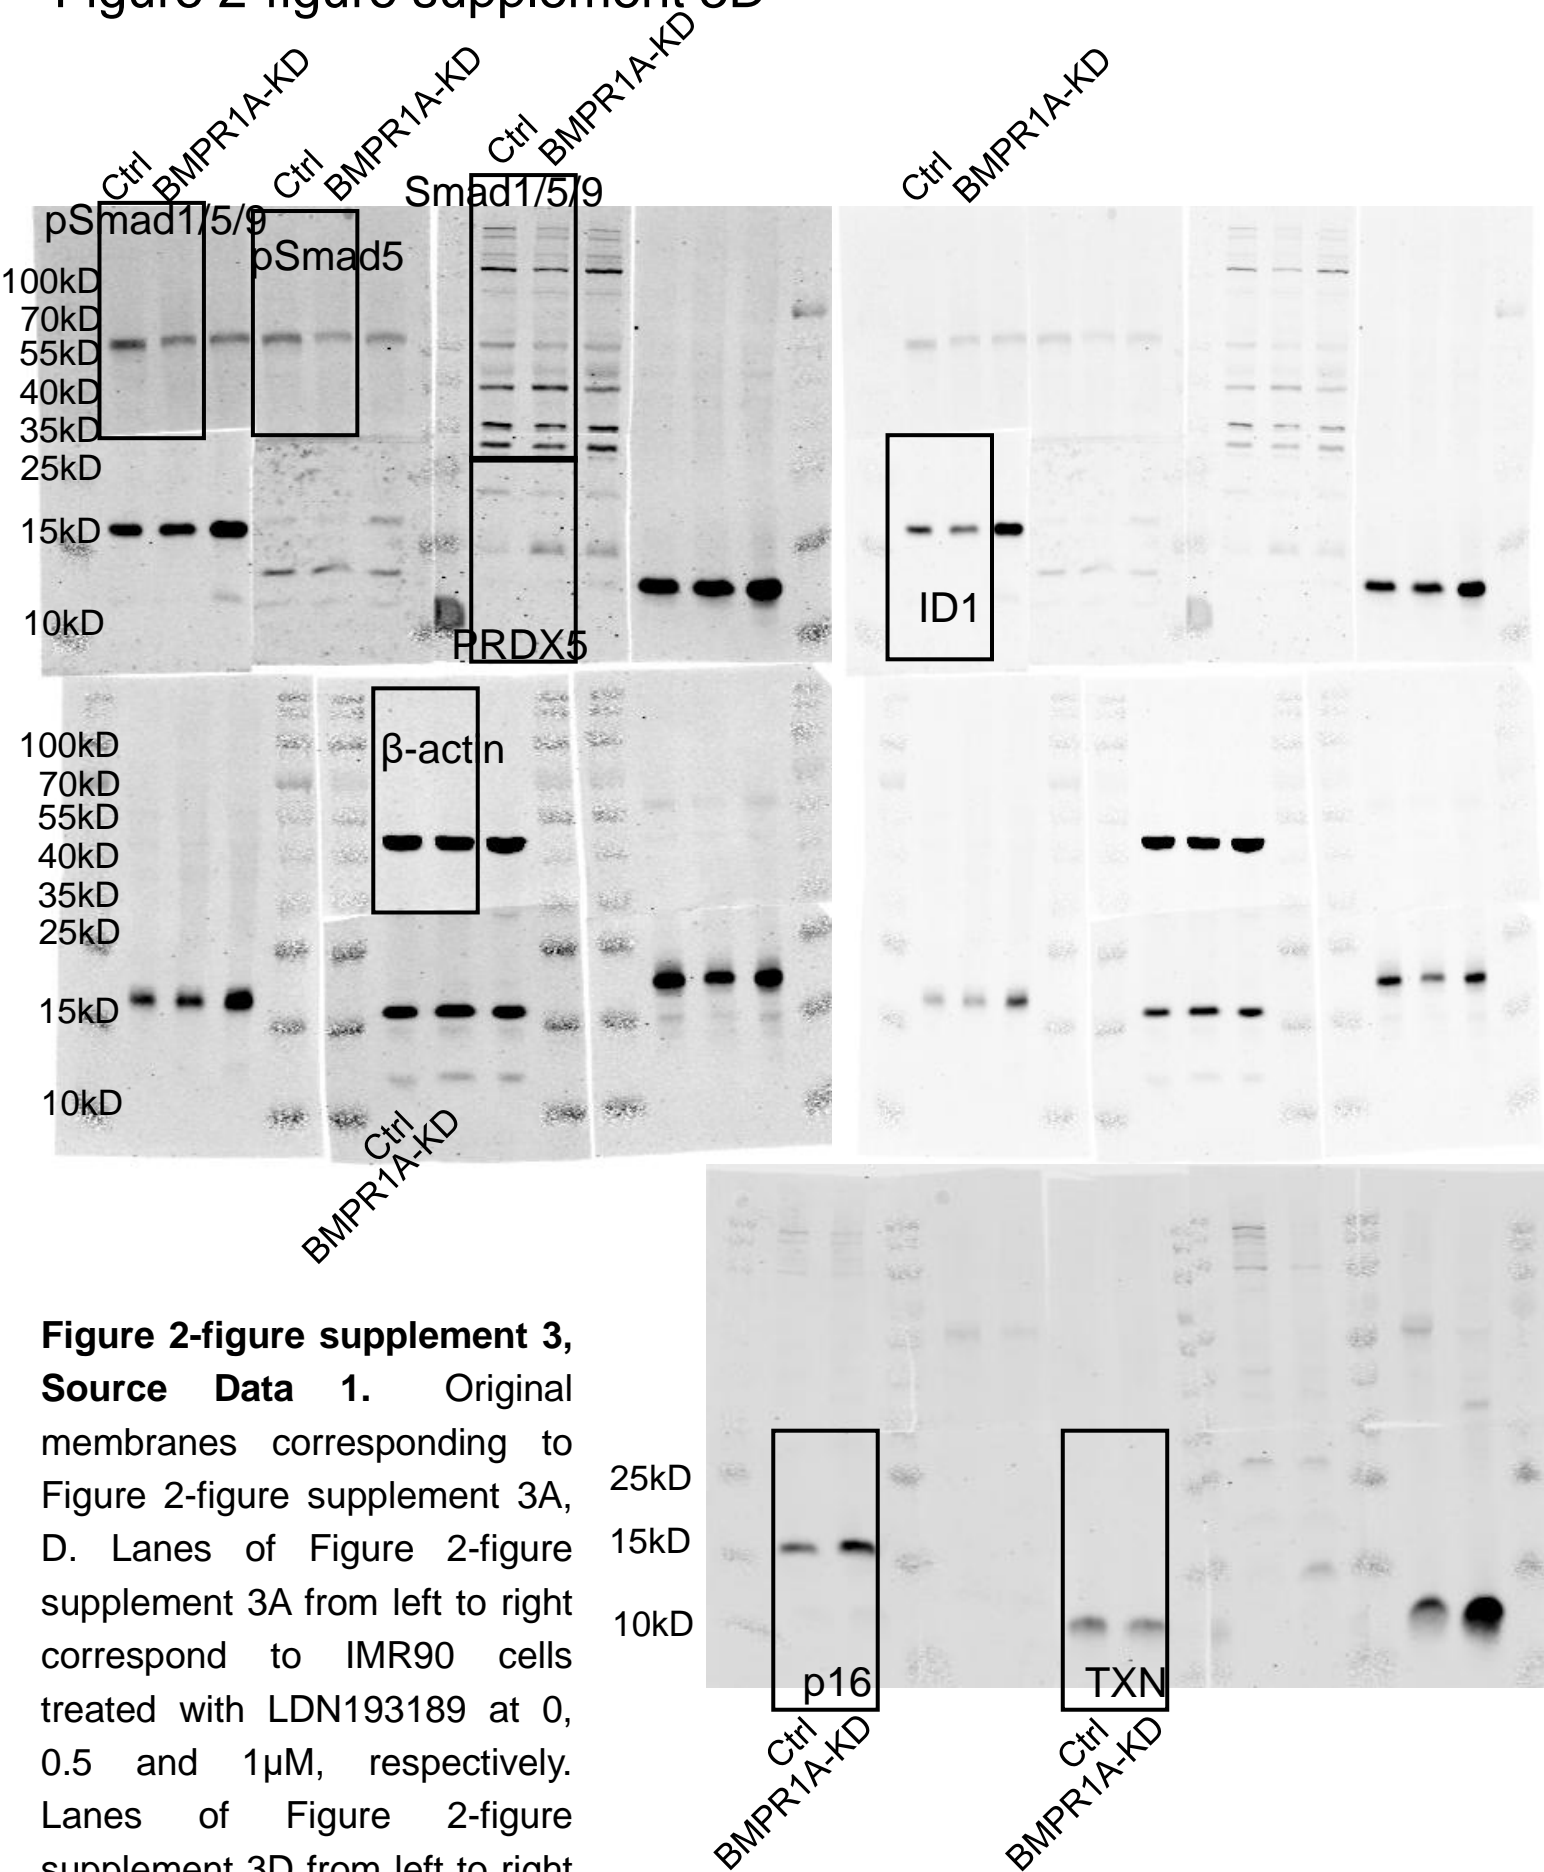 Figure 2-figure supplement 3D
Ctrl
BMPR1A-KD
Ctrl
BMPR1A-KD
Ctrl
BMPR1A-KD
Ctrl
BMPR1A-KD
pSmad1/5/9
pSmad5
Smad1/5/9
100kD
70kD
55kD
40kD
35kD
25kD
15kD
10kD
PRDX5
ID1
β-actin
100kD
70kD
55kD
40kD
35kD
25kD
15kD
10kD
Ctrl
BMPR1A-KD
25kD
15kD
10kD
p16
TXN
Ctrl
BMPR1A-KD
Ctrl
BMPR1A-KD
Figure 2-figure supplement 3,
Source Data 1. Original
membranes corresponding to
Figure 2-figure supplement 3A,
D. Lanes of Figure 2-figure
supplement 3A from left to right
correspond to IMR90 cells
treated with LDN193189 at 0,
0.5 and 1μM, respectively.
Lanes of Figure 2-figure
supplement 3D from left to right